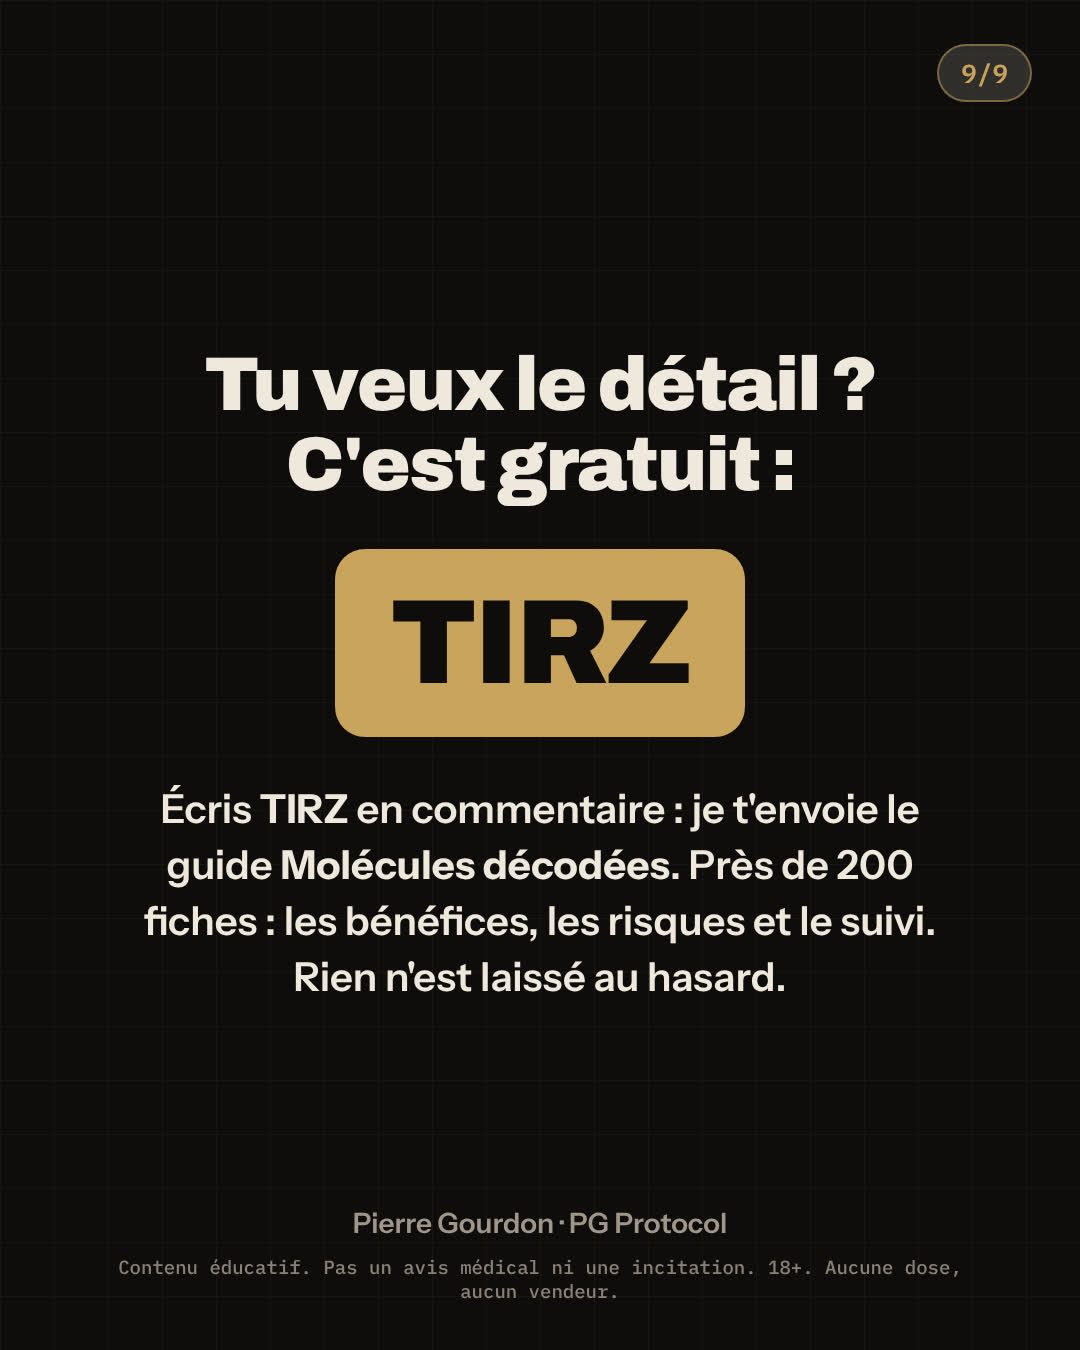 9/9
Tu veux le détail ?
C'est gratuit :
TIRZ
Écris TIRZ en commentaire : je t'envoie le
guide Molécules décodées. Près de 200
fiches : les bénéfices, les risques et le suivi.
Rien n'est laissé au hasard.
Pierre Gourdon · PG Protocol
Contenu éducatif. Pas un avis médical ni une incitation. 18+. Aucune dose,
aucun vendeur.